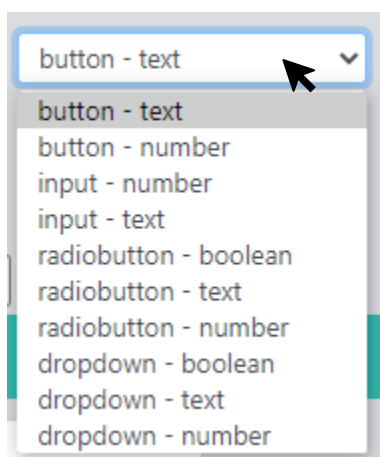 button - text
button - text
button - number
input - number
input - text
radiobutton - boolean
radiobutton - text
radiobutton - number
dropdown - boolean
dropdown - text
dropdown - number